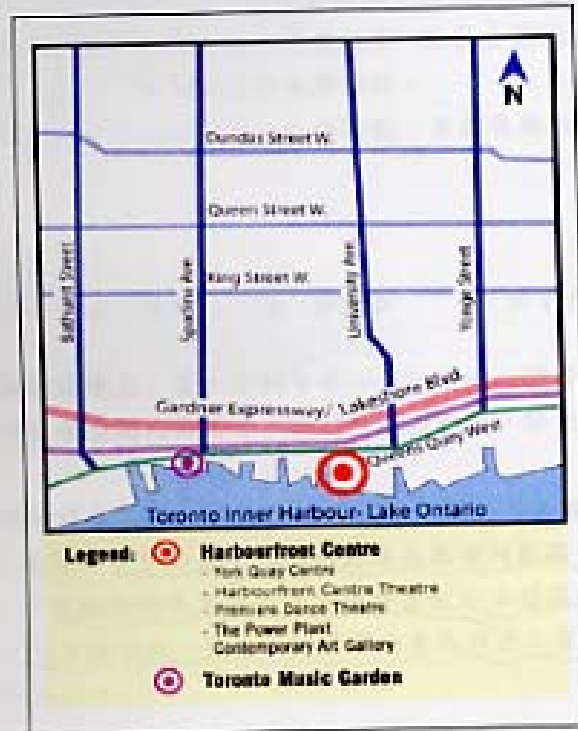 N
Dundas Street W.
Queen Street W.
King Street W.
Bathurst Street
Spadina Ave.
University Ave.
Yonge Street
Gardner Expressway/ Lakeshore Blvd.
Queens Quay West
Toronto Inner Harbour- Lake Ontario
Legend: Harbourfront Centre
- York Quay Centre
- Harbourfront Centre Theatre
- Premiere Dance Theatre
- The Power Plant
Contemporary Art Gallery
Toronto Music Garden